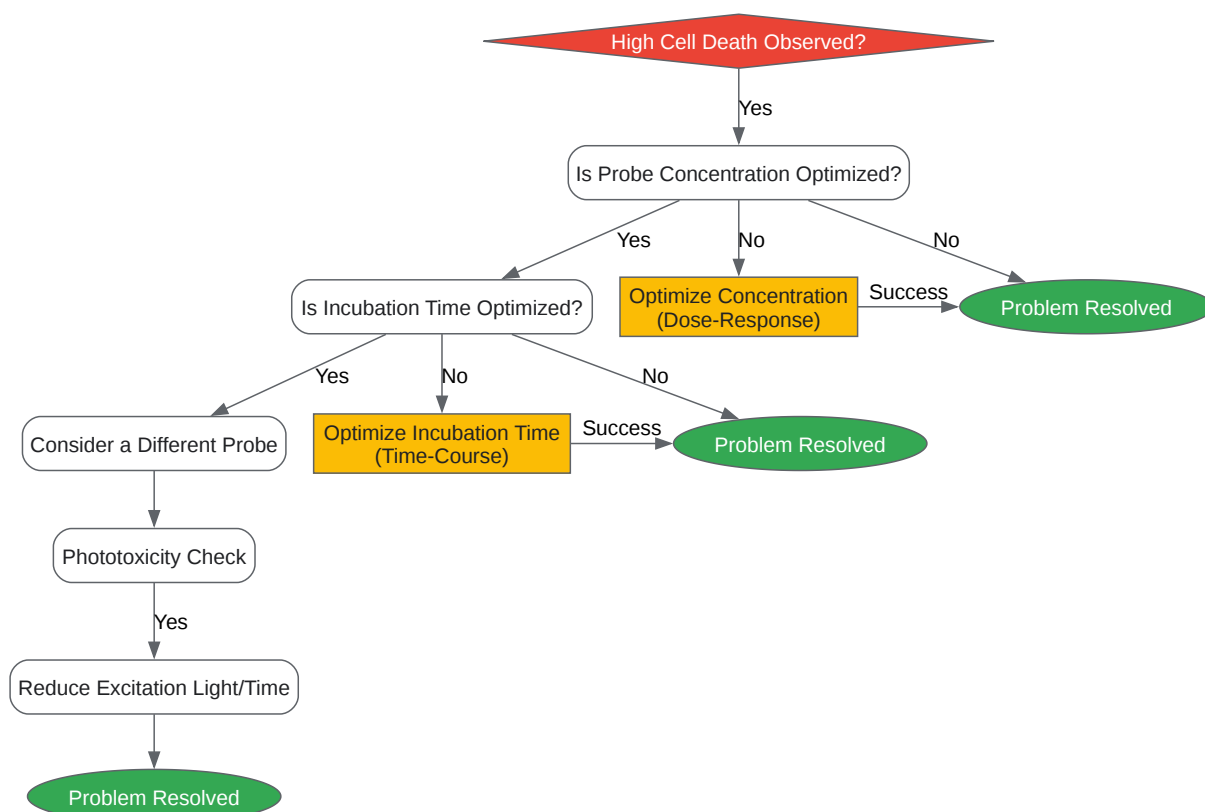 High Cell Death Observed?
Yes
Is Probe Concentration Optimized?
Yes
No
No
Is Incubation Time Optimized?
Optimize Concentration
(Dose-Response)
Success
Problem Resolved
Yes
No
No
Consider a Different Probe
Optimize Incubation Time
(Time-Course)
Success
Problem Resolved
Phototoxicity Check
Yes
Reduce Excitation Light/Time
Problem Resolved